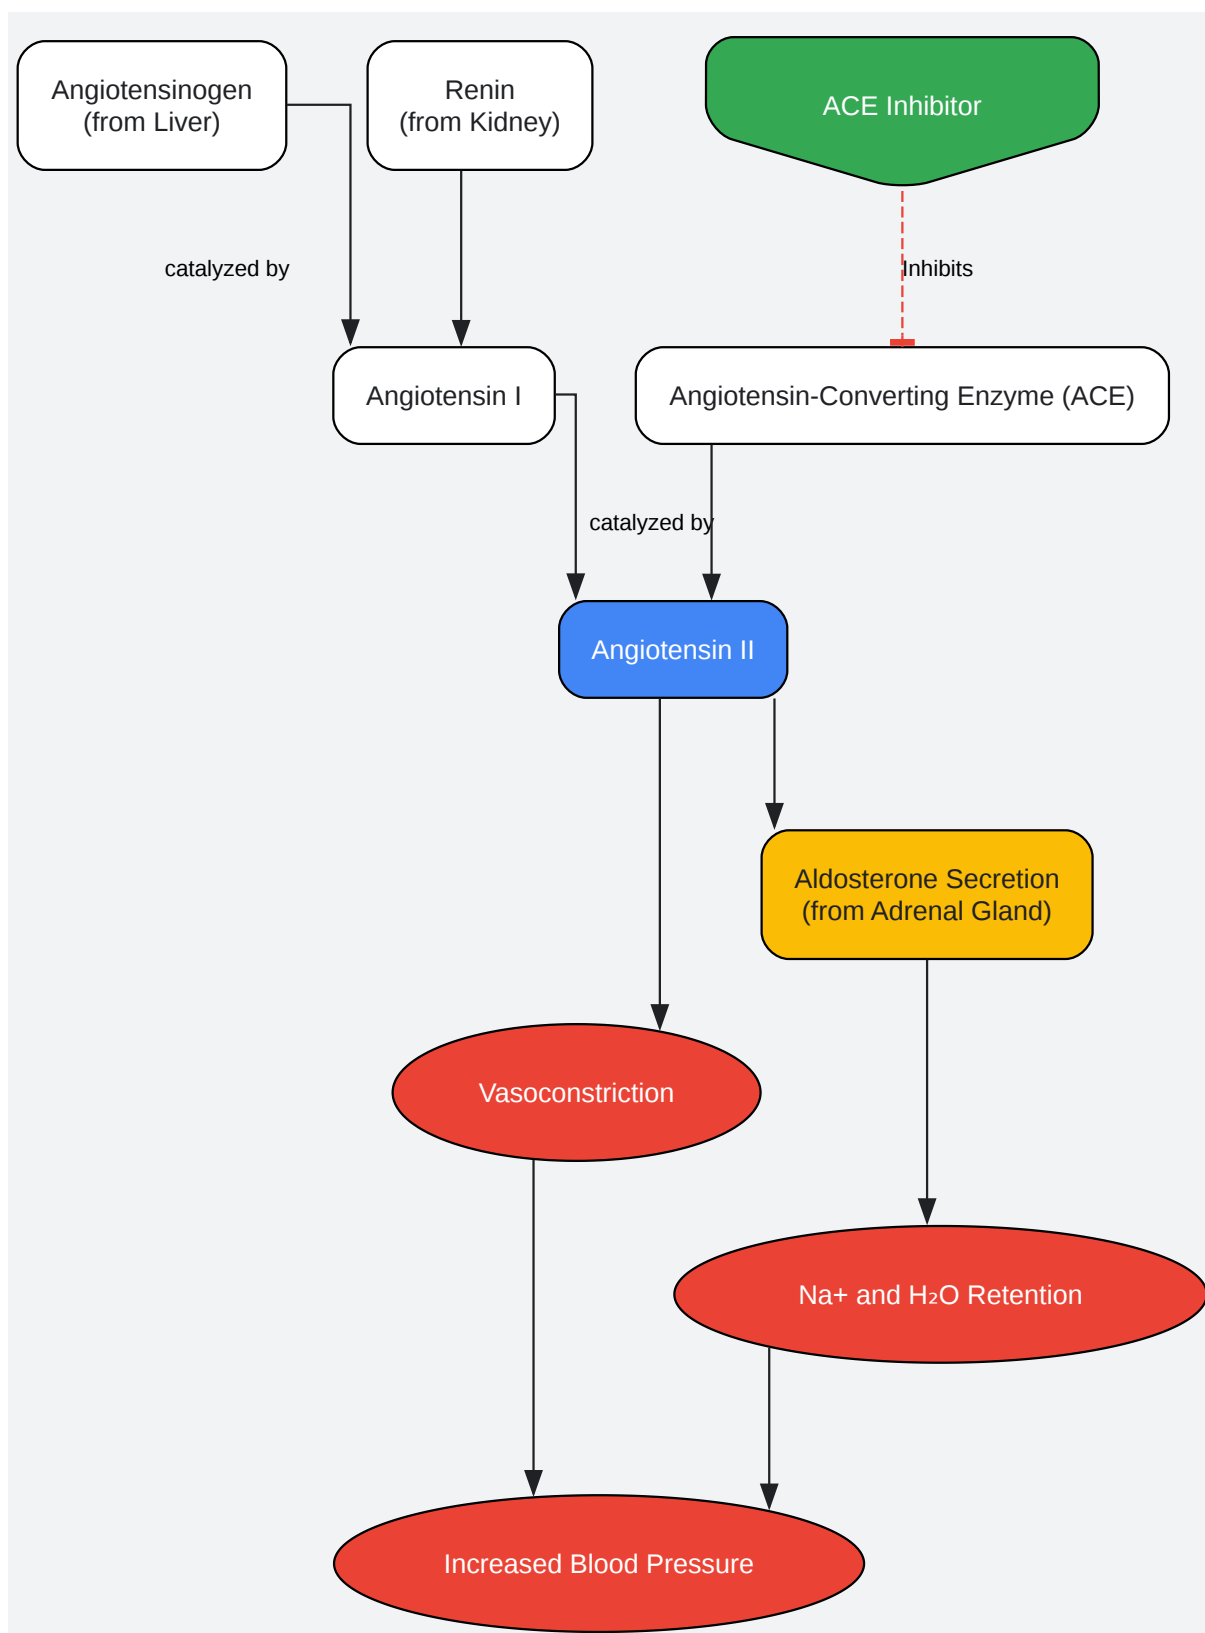 Angiotensinogen
(from Liver)
Renin
(from Kidney)
ACE Inhibitor
catalyzed by
Inhibits
Angiotensin I
Angiotensin-Converting Enzyme (ACE)
catalyzed by
Angiotensin II
Aldosterone Secretion
(from Adrenal Gland)
Vasoconstriction
Na+ and H₂O Retention
Increased Blood Pressure